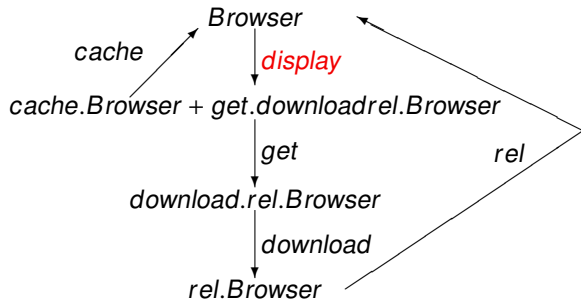 Browser
cache
display
cache.Browser + get.downloadrel.Browser
get
rel
download.rel.Browser
download
rel.Browser